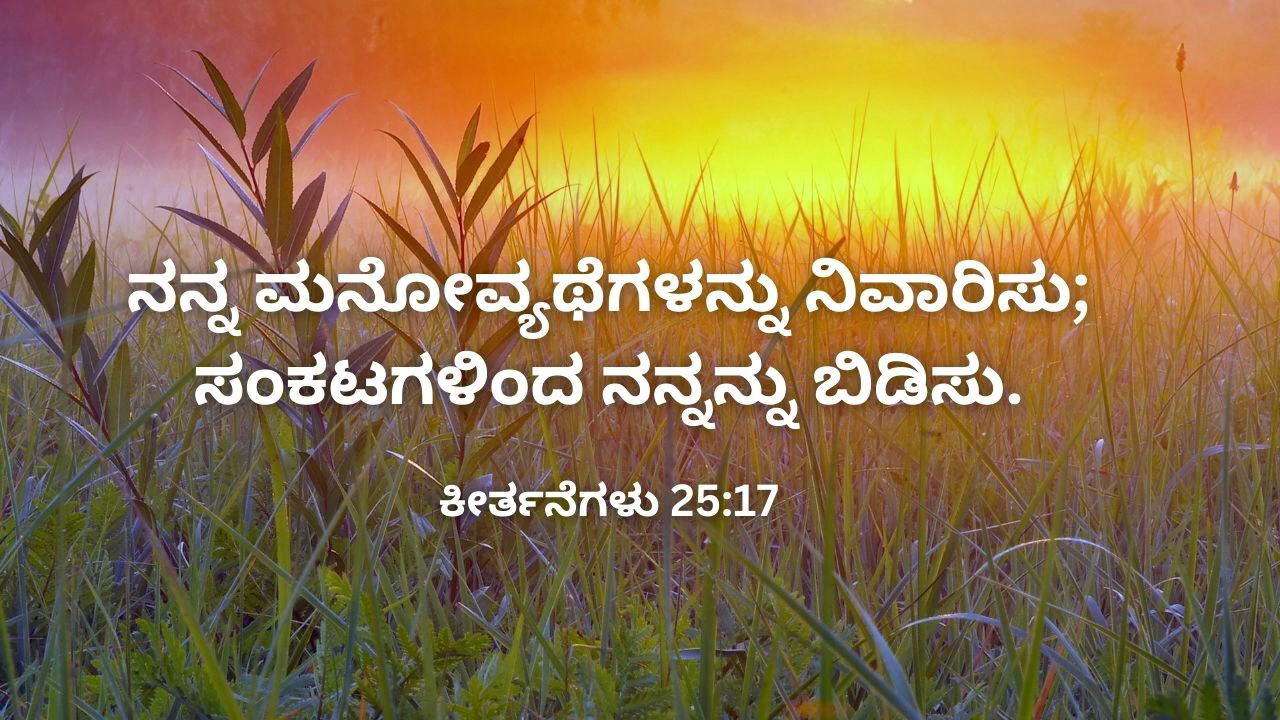 ನನ್ನ ಮನೋವ್ಯಥೆಗಳನ್ನು ನಿವಾರಿಸು;
ಸಂಕಟಗಳಿಂದ ನನ್ನನ್ನು ಬಿಡಿಸು.
ಕೀರ್ತನೆಗಳು 25:17